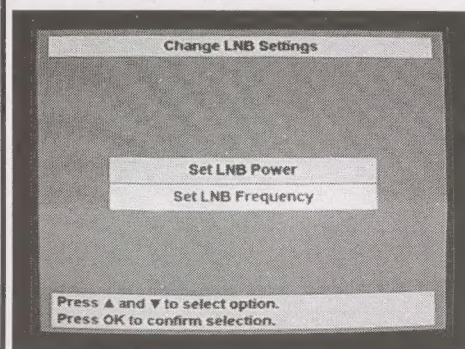 Change LNB Settings
Set LNB Power
Set LNB Frequency
Press ▲ and ▼ to select option.
Press OK to confirm selection.